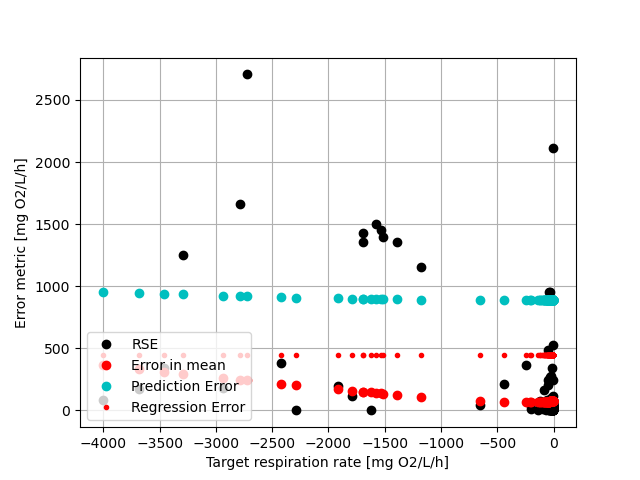 2500
2000
1500
1000
500
0
Error metric [mg O2/L/h]
RSE
Error in mean
Prediction Error
Regression Error
−4000 −3500 −3000 −2500 −2000 −1500 −1000 −500 0
Target respiration rate [mg O2/L/h]